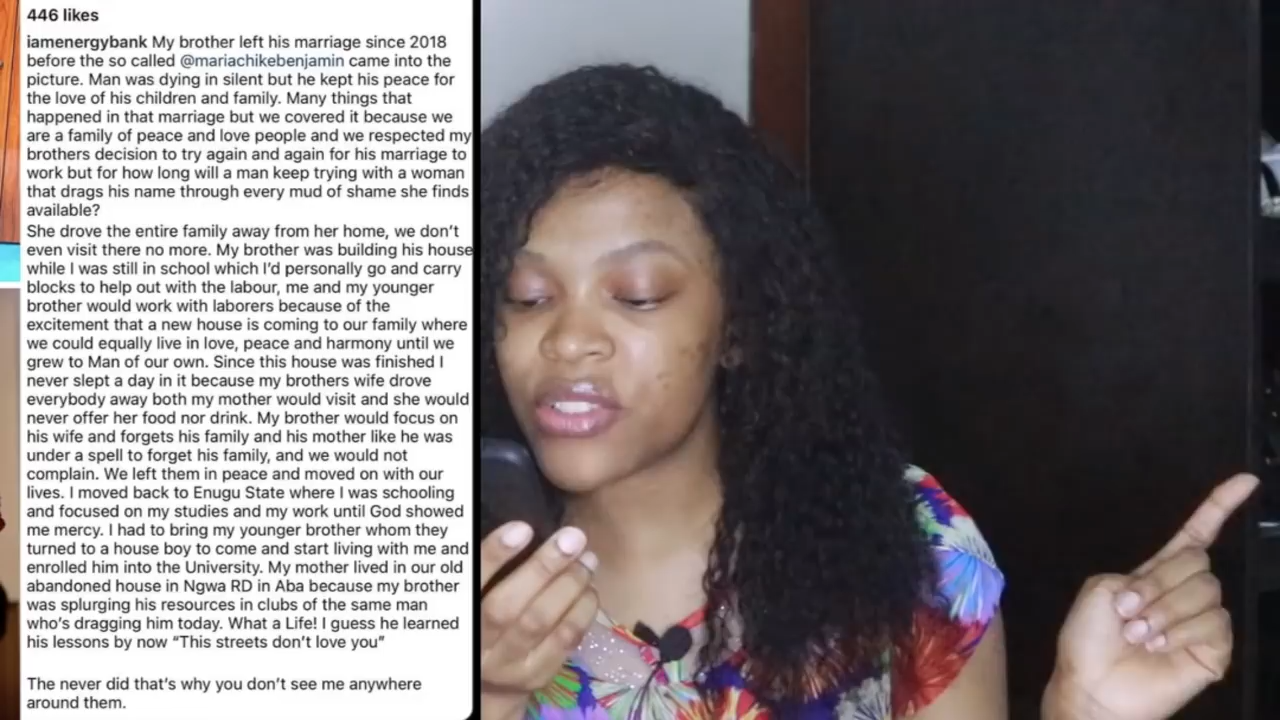 446 likes
iamenergybank My brother left his marriage since 2018
before the so called @mariachikebenjamin came into the
picture. Man was dying in silent but he kept his peace for
the love of his children and family. Many things that
happened in that marriage but we covered it because we
are a family of peace and love people and we respected my
brothers decision to try again and again for his marriage to
work but for how long will a man keep trying with a woman
that drags his name through every mud of shame she finds
available?
She drove the entire family away from her home, we don't
even visit there no more. My brother was building his house
while I was still in school which I'd personally go and carry
blocks to help out with the labour, me and my younger
brother would work with laborers because of the
excitement that a new house is coming to our family where
we could equally live in love, peace and harmony until we
grew to Man of our own. Since this house was finished I
never slept a day in it because my brothers wife drove
everybody away both my mother would visit and she would
never offer her food nor drink. My brother would focus on
his wife and forgets his family and his mother like he was
under a spell to forget his family, and we would not
complain. We left them in peace and moved on with our
lives. I moved back to Enugu State where I was schooling
and focused on my studies and my work until God showed
me mercy. I had to bring my younger brother whom they
turned to a house boy to come and start living with me and
enrolled him into the University. My mother lived in our old
abandoned house in Ngwa RD in Aba because my brother
was splurging his resources in clubs of the same man
who's dragging him today. What a Life! I guess he learned
his lessons by now “This streets don't love you”
The never did that's why you don't see me anywhere
around them.